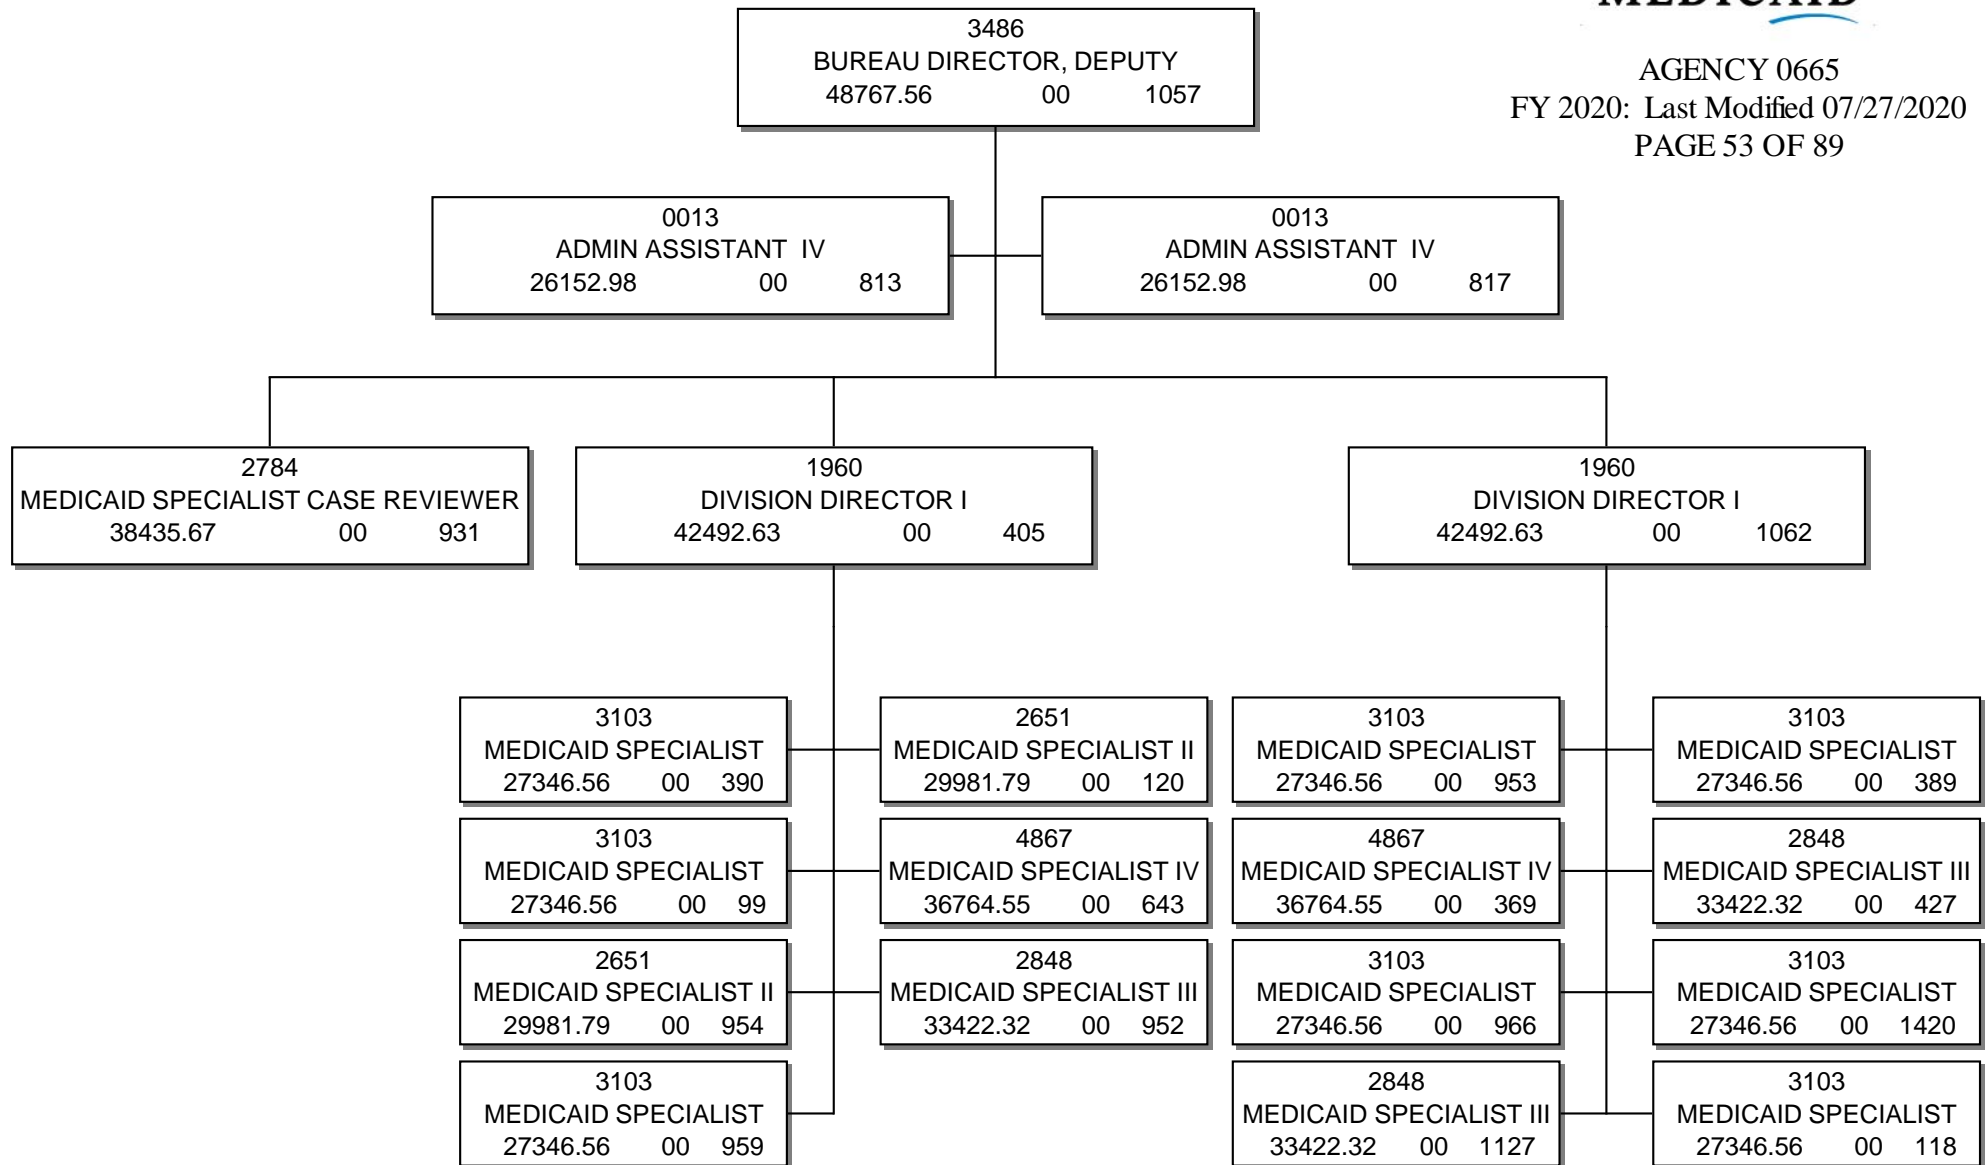 MEDICAID
AGENCY 0665
FY 2020: Last Modified 07/27/2020
PAGE 53 OF 89
3486
BUREAU DIRECTOR, DEPUTY
48767.56 00 1057
0013
ADMIN ASSISTANT IV
26152.98 00 813
0013
ADMIN ASSISTANT IV
26152.98 00 817
2784
MEDICAID SPECIALIST CASE REVIEWER
38435.67 00 931
1960
DIVISION DIRECTOR I
42492.63 00 405
1960
DIVISION DIRECTOR I
42492.63 00 1062
3103
MEDICAID SPECIALIST
27346.56 00 390
2651
MEDICAID SPECIALIST II
29981.79 00 120
3103
MEDICAID SPECIALIST
27346.56 00 953
3103
MEDICAID SPECIALIST
27346.56 00 389
3103
MEDICAID SPECIALIST
27346.56 00 99
4867
MEDICAID SPECIALIST IV
36764.55 00 643
4867
MEDICAID SPECIALIST IV
36764.55 00 369
2848
MEDICAID SPECIALIST III
33422.32 00 427
2651
MEDICAID SPECIALIST II
29981.79 00 954
2848
MEDICAID SPECIALIST III
33422.32 00 952
3103
MEDICAID SPECIALIST
27346.56 00 966
3103
MEDICAID SPECIALIST
27346.56 00 1420
3103
MEDICAID SPECIALIST
27346.56 00 959
2848
MEDICAID SPECIALIST III
33422.32 00 1127
3103
MEDICAID SPECIALIST
27346.56 00 118